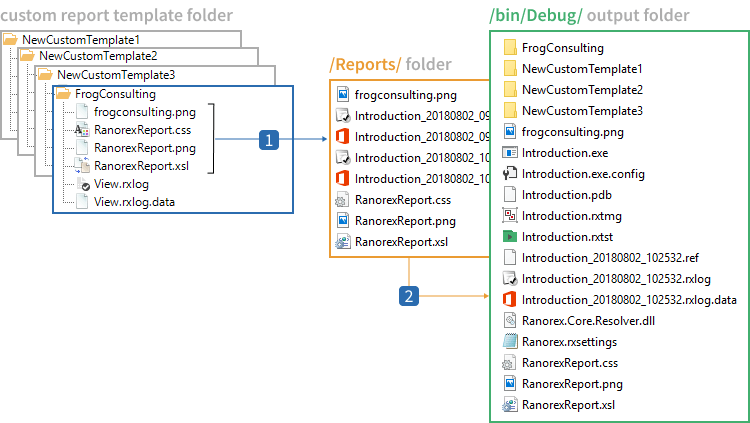 custom report template folder
NewCustomTemplate1
NewCustomTemplate2
NewCustomTemplate3
FrogConsulting
frogconsulting.png
RanorexReport.css
RanorexReport.png
RanorexReport.xsl
View.rxlog
View.rxlog.data
1
/Reports/ folder
frogconsulting.png
Introduction_20180802_09
Introduction_20180802_09
Introduction_20180802_10
Introduction_20180802_10
RanorexReport.css
RanorexReport.png
RanorexReport.xsl
2
/bin/Debug/ output folder
FrogConsulting
NewCustomTemplate1
NewCustomTemplate2
NewCustomTemplate3
frogconsulting.png
Introduction.exe
Introduction.exe.config
Introduction.pdb
Introduction.rxtmg
Introduction.rxtst
Introduction_20180802_102532.ref
Introduction_20180802_102532.rxlog
Introduction_20180802_102532.rxlog.data
Ranorex.Core.Resolver.dll
Ranorex.rxsettings
RanorexReport.css
RanorexReport.png
RanorexReport.xsl